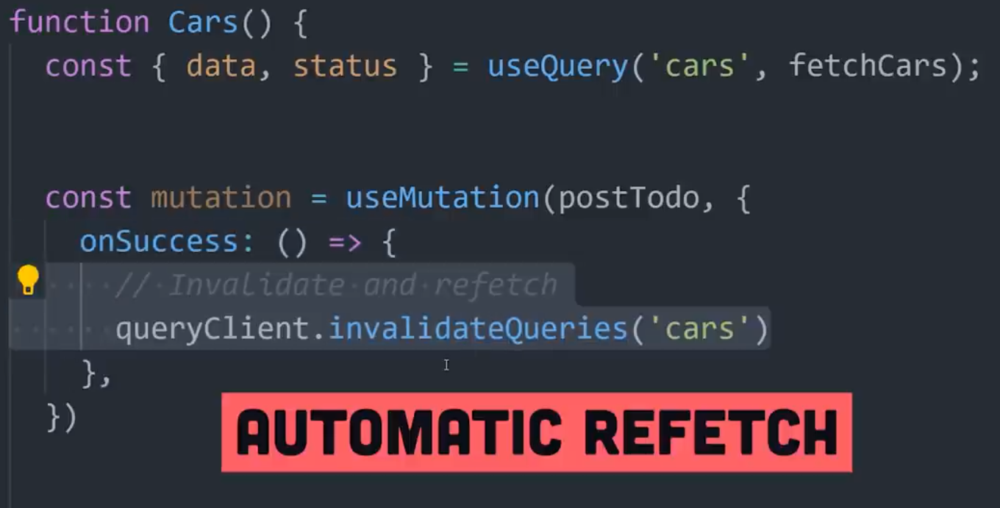 function Cars() {
const { data, status } = useQuery('cars', fetchCars);
const mutation = useMutation(postTodo, {
onSuccess: () => {
// Invalidate and refetch
queryClient.invalidateQueries('cars')
},
})
AUTOMATIC REFETCH